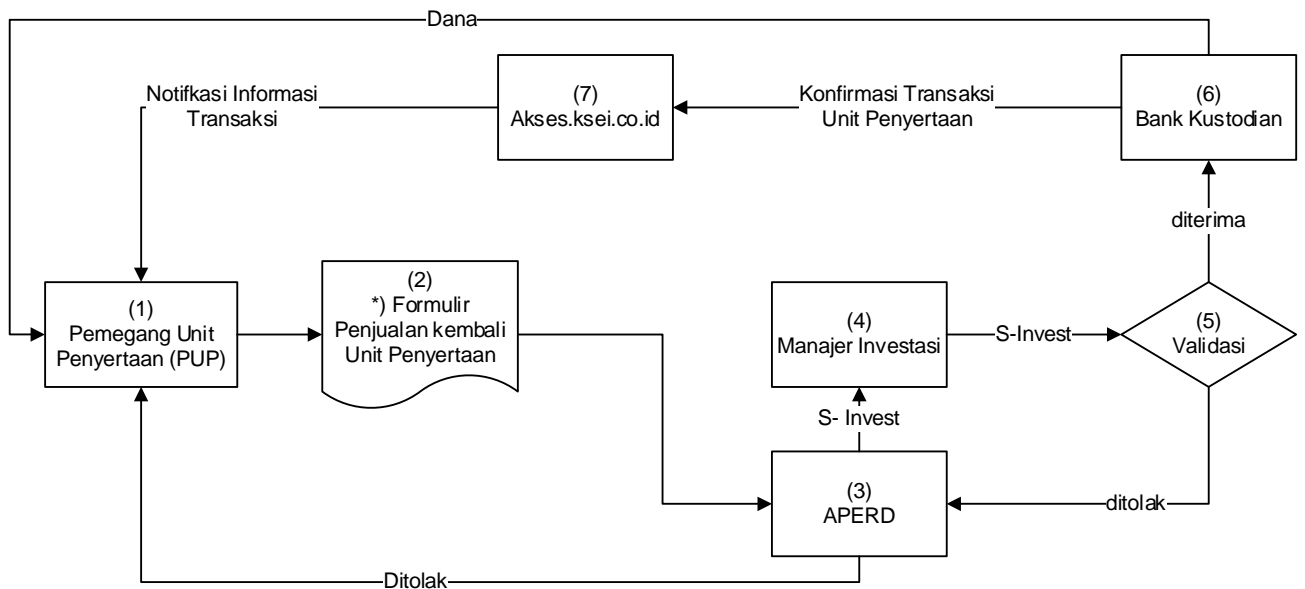 Dana
Notifkasi Informasi
Transaksi
(7)
Akses.ksei.co.id
Konfirmasi Transaksi
Unit Penyertaan
(6)
Bank Kustodian
diterima
(1)
Pemegang Unit
Penyertaan (PUP)
(2)
*) Formulir
Penjualan kembali
Unit Penyertaan
(4)
Manajer Investasi
S-Invest
(5)
Validasi
S- Invest
(3)
APERD
ditolak
Ditolak